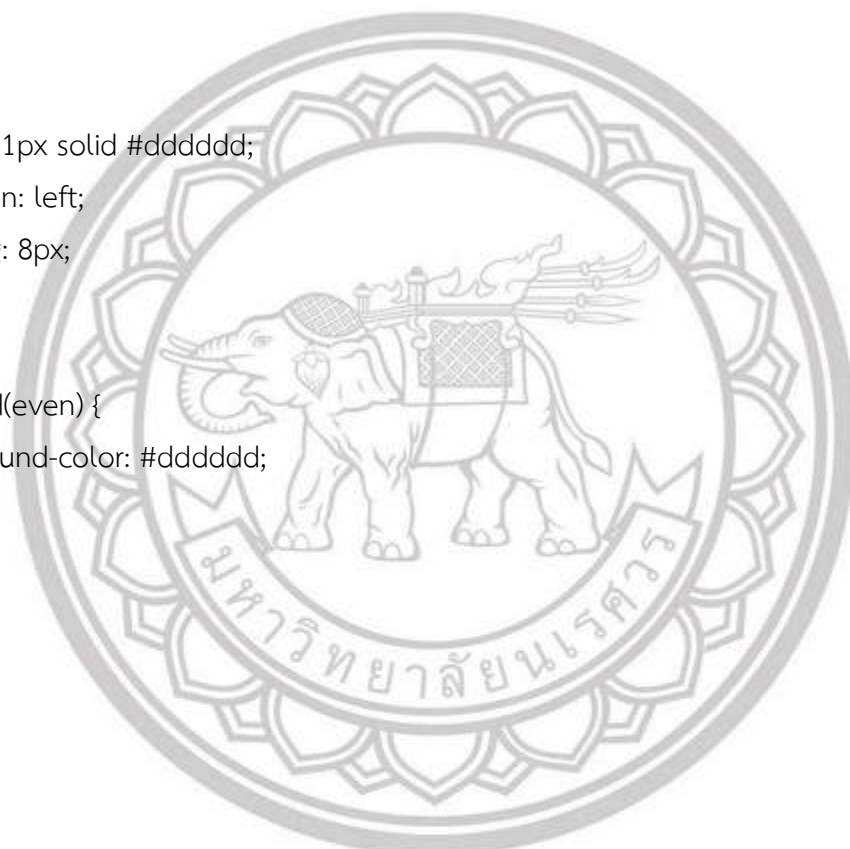 1px solid #dddddd;
n: left;
: 8px;
(even) {
und-color: #dddddd;
มหาวิทยาลัยนเรศวร